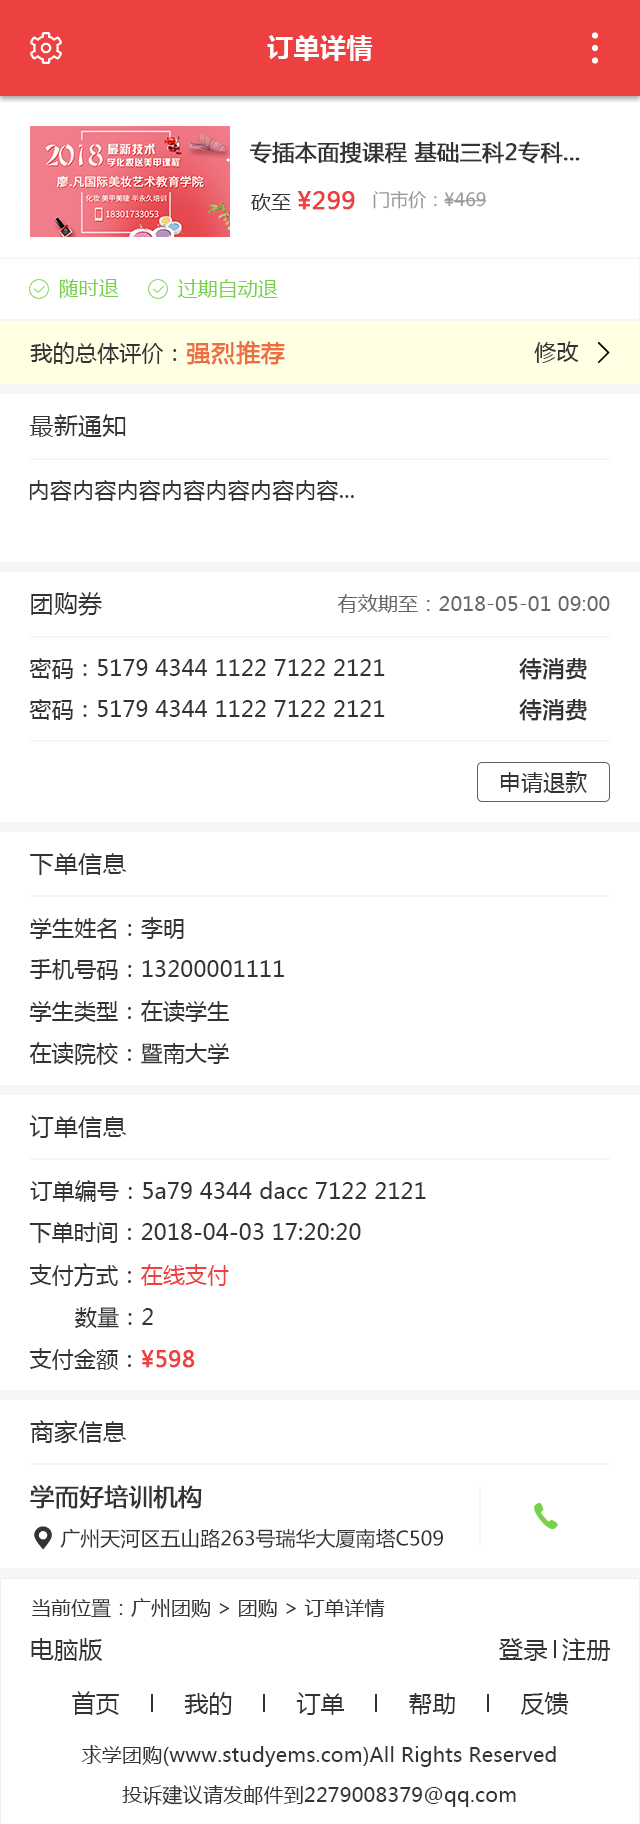 订单详情
2018 最新技术
学化妆送美甲课程
廖.凡国际美妆艺术教育学院
化妆 美甲美睫 半永久培训
18301733053
专插本面搜课程 基础三科2专科...
砍至 ¥299 门市价：¥469
随时退 过期自动退
我的总体评价：强烈推荐 修改
最新通知
内容内容内容内容内容内容内容...
团购券 有效期至：2018-05-01 09:00
密码：5179 4344 1122 7122 2121 待消费
密码：5179 4344 1122 7122 2121 待消费
申请退款
下单信息
学生姓名：李明
手机号码：13200001111
学生类型：在读学生
在读院校：暨南大学
订单信息
订单编号：5a79 4344 dacc 7122 2121
下单时间：2018-04-03 17:20:20
支付方式：在线支付
数量：2
支付金额：¥598
商家信息
学而好培训机构
广州天河区五山路263号瑞华大厦南塔C509
当前位置：广州团购 > 团购 > 订单详情
电脑版 登录 | 注册
首页 | 我的 | 订单 | 帮助 | 反馈
求学团购(www.studyems.com)All Rights Reserved
投诉建议请发邮件到2279008379@qq.com